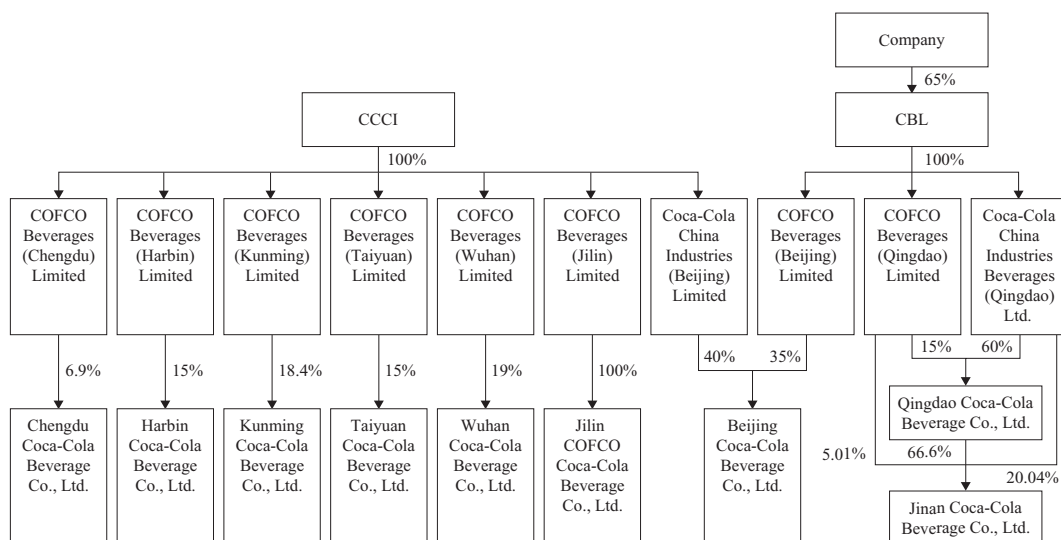 Company
65%
CCCI
CBL
100%
100%
COFCO
Beverages
(Chengdu)
Limited
COFCO
Beverages
(Harbin)
Limited
COFCO
Beverages
(Kunming)
Limited
COFCO
Beverages
(Taiyuan)
Limited
COFCO
Beverages
(Wuhan)
Limited
COFCO
Beverages
(Jilin)
Limited
Coca-Cola
China
Industries
(Beijing)
Limited
COFCO
Beverages
(Beijing)
Limited
COFCO
Beverages
(Qingdao)
Limited
Coca-Cola
China
Industries
Beverages
(Qingdao)
Ltd.
6.9%
15%
18.4%
15%
19%
100%
40%
35%
15%
60%
Chengdu
Coca-Cola
Beverage
Co., Ltd.
Harbin
Coca-Cola
Beverage
Co., Ltd.
Kunming
Coca-Cola
Beverage
Co., Ltd.
Taiyuan
Coca-Cola
Beverage
Co., Ltd.
Wuhan
Coca-Cola
Beverage
Co., Ltd.
Jilin
COFCO
Coca-Cola
Beverage
Co., Ltd.
Beijing
Coca-Cola
Beverage
Co., Ltd.
Qingdao Coca-Cola
Beverage Co., Ltd.
5.01%
66.6%
20.04%
Jinan Coca-Cola
Beverage Co., Ltd.